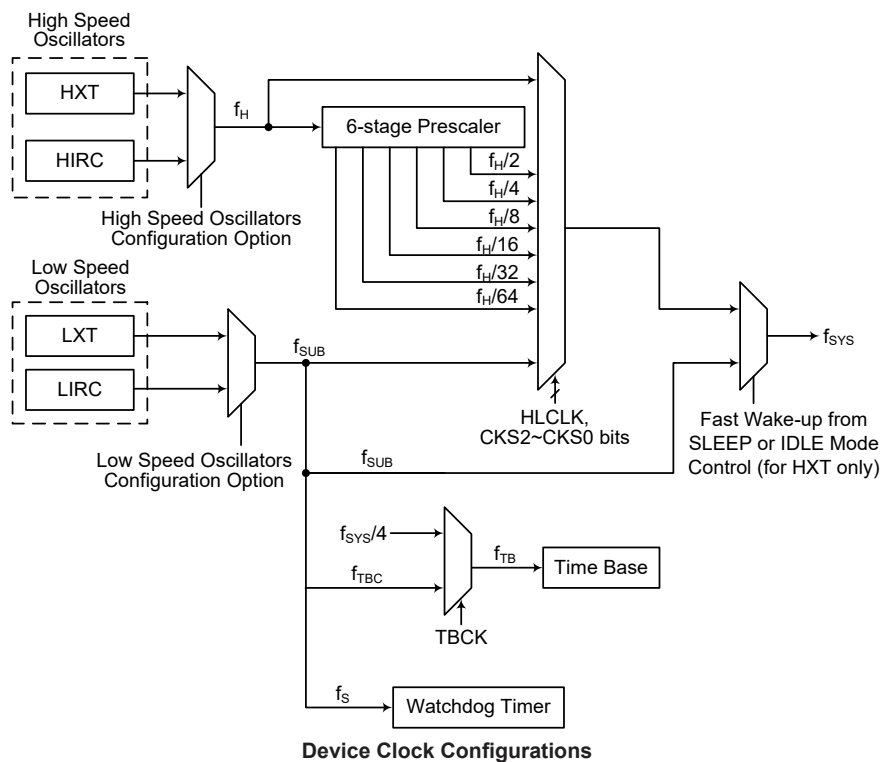 High Speed
Oscillators
HXT
HIRC
f_H
6-stage Prescaler
f_H/2
f_H/4
f_H/8
f_H/16
f_H/32
f_H/64
High Speed Oscillators
Configuration Option
Low Speed
Oscillators
LXT
LIRC
f_SUB
Low Speed Oscillators
Configuration Option
HLCLK,
CKS2~CKS0 bits
f_SYS
Fast Wake-up from
SLEEP or IDLE Mode
Control (for HXT only)
f_SUB
f_SYS/4
f_TBC
f_TB
Time Base
TBCK
f_S
Watchdog Timer
Device Clock Configurations